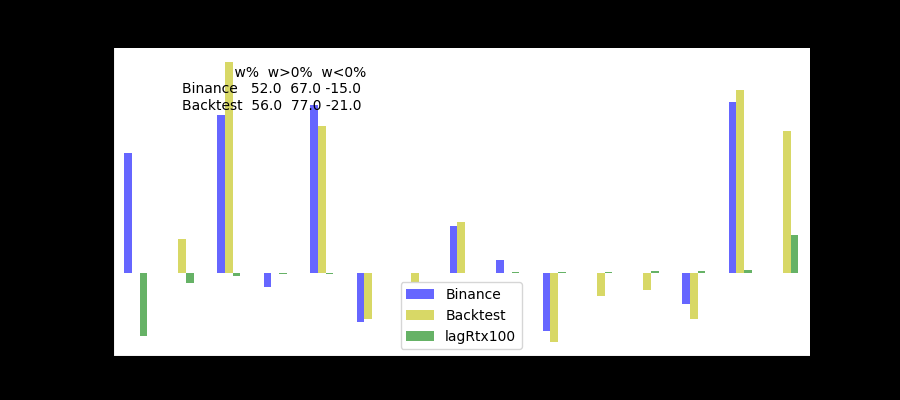 w%  w>0%  w<0%
Binance   52.0  67.0 -15.0
Backtest  56.0  77.0 -21.0
Binance
Backtest
lagRtx100